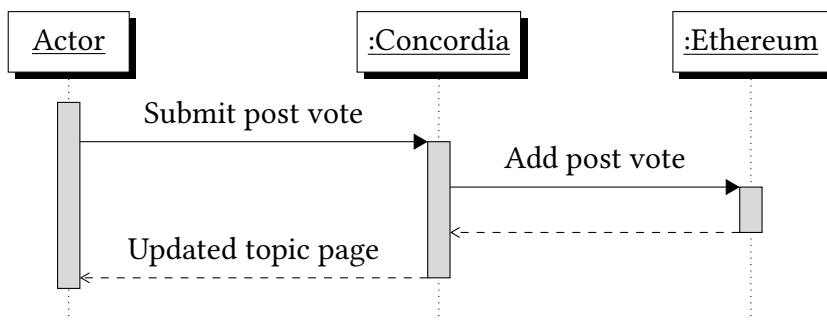 Actor
:Concordia
:Ethereum
Submit post vote
Add post vote
Updated topic page